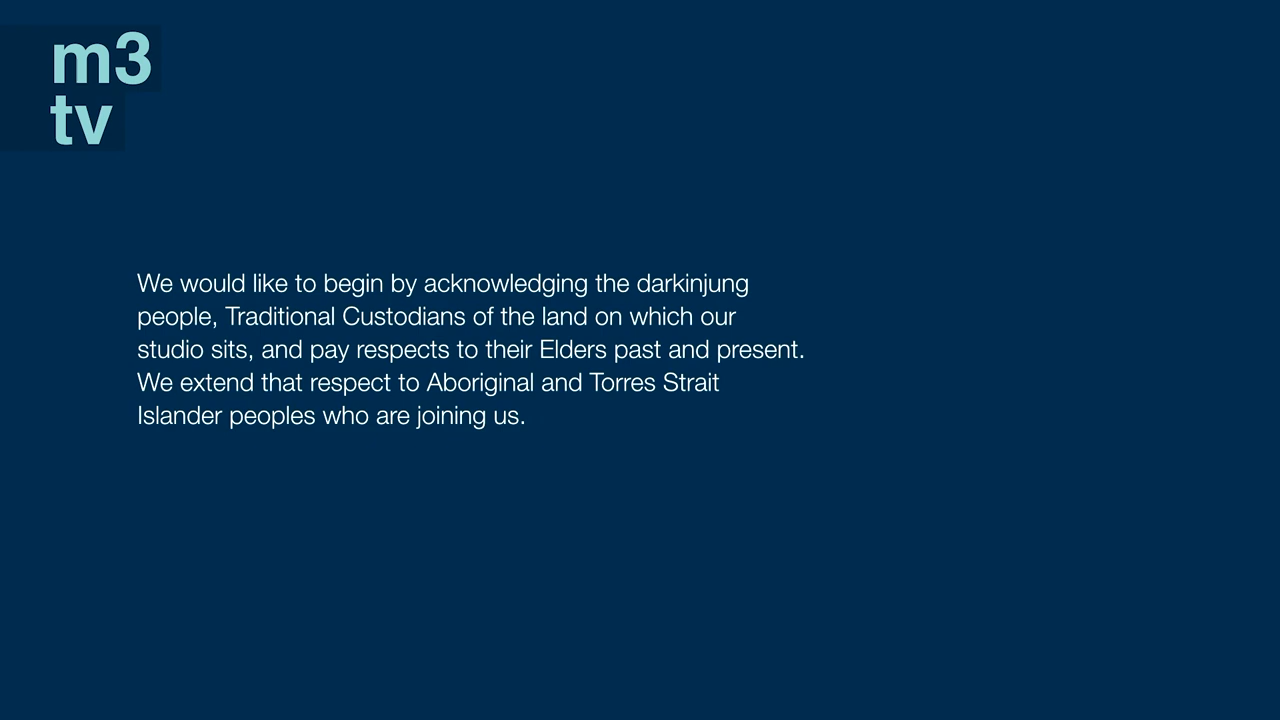 m3
tv
We would like to begin by acknowledging the darkinjung
people, Traditional Custodians of the land on which our
studio sits, and pay respects to their Elders past and present.
We extend that respect to Aboriginal and Torres Strait
Islander peoples who are joining us.